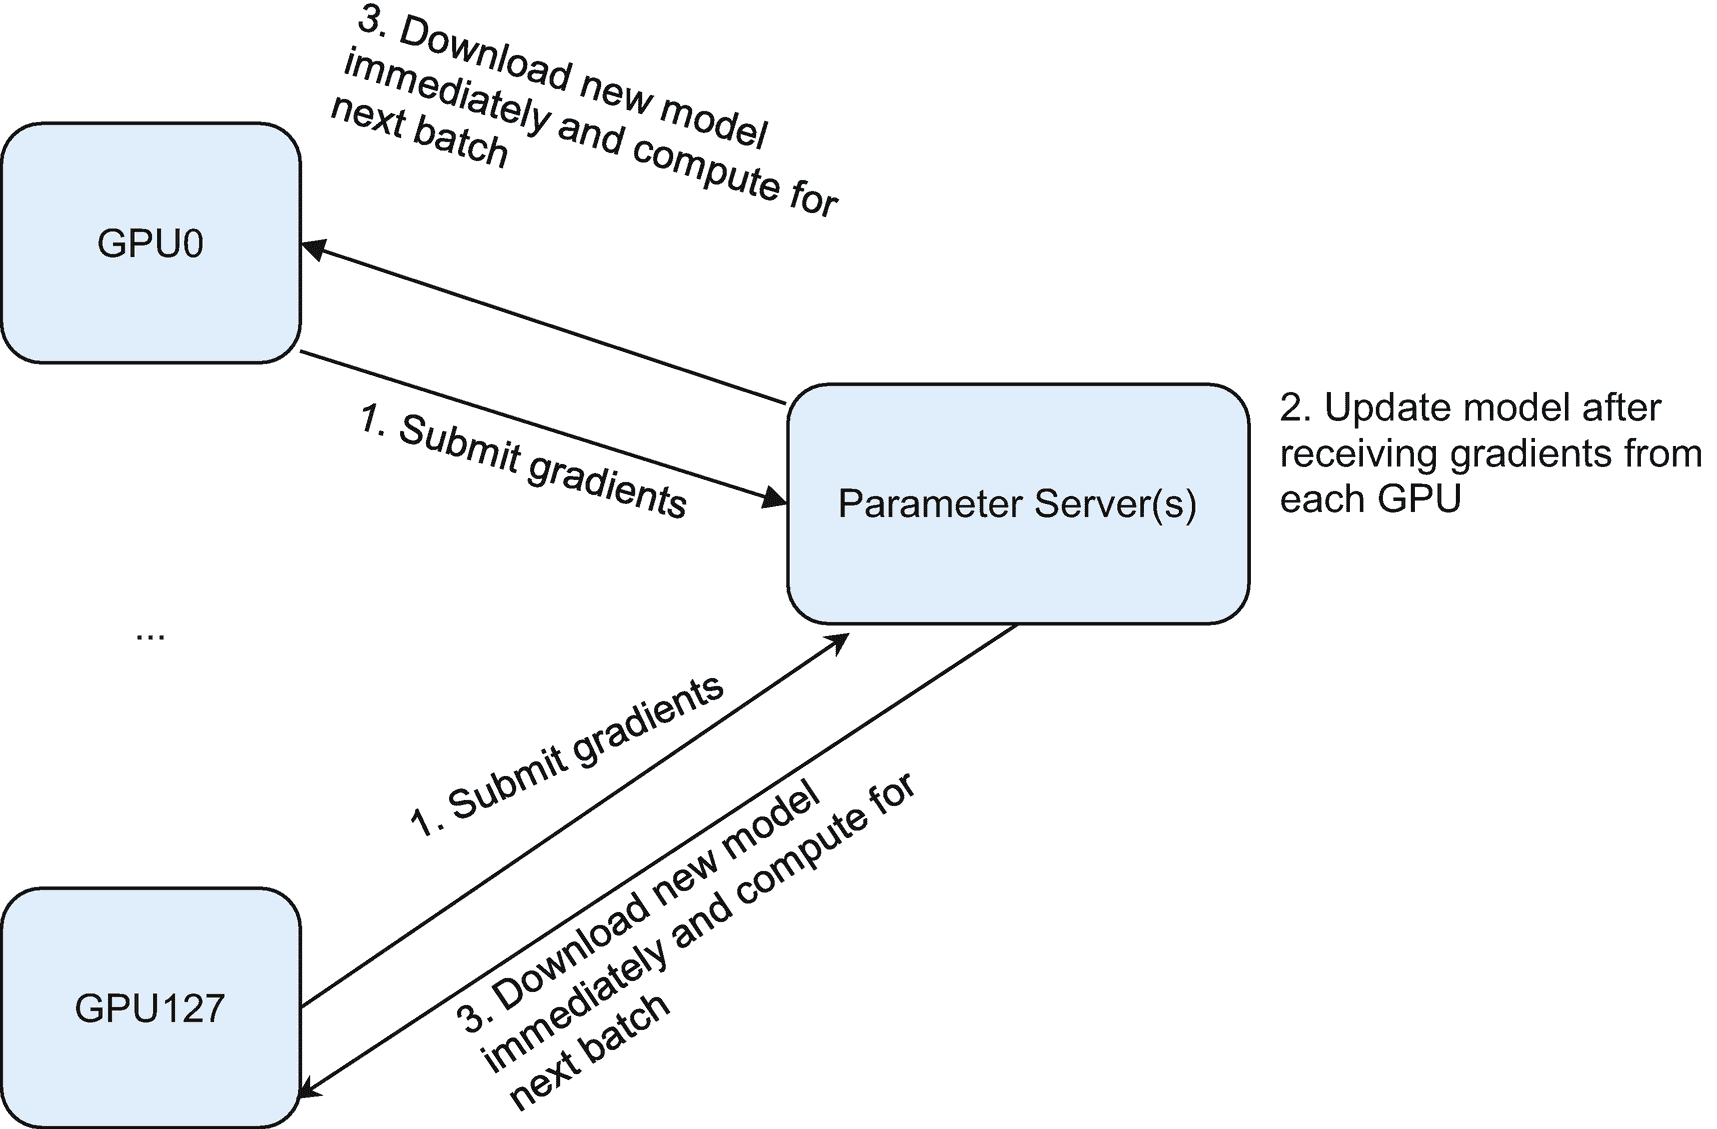 3. Download new model
immediately and compute for
next batch
GPU0
1. Submit gradients
Parameter Server(s)
2. Update model after
receiving gradients from
each GPU
...
1. Submit gradients
3. Download new model
immediately and compute for
next batch
GPU127